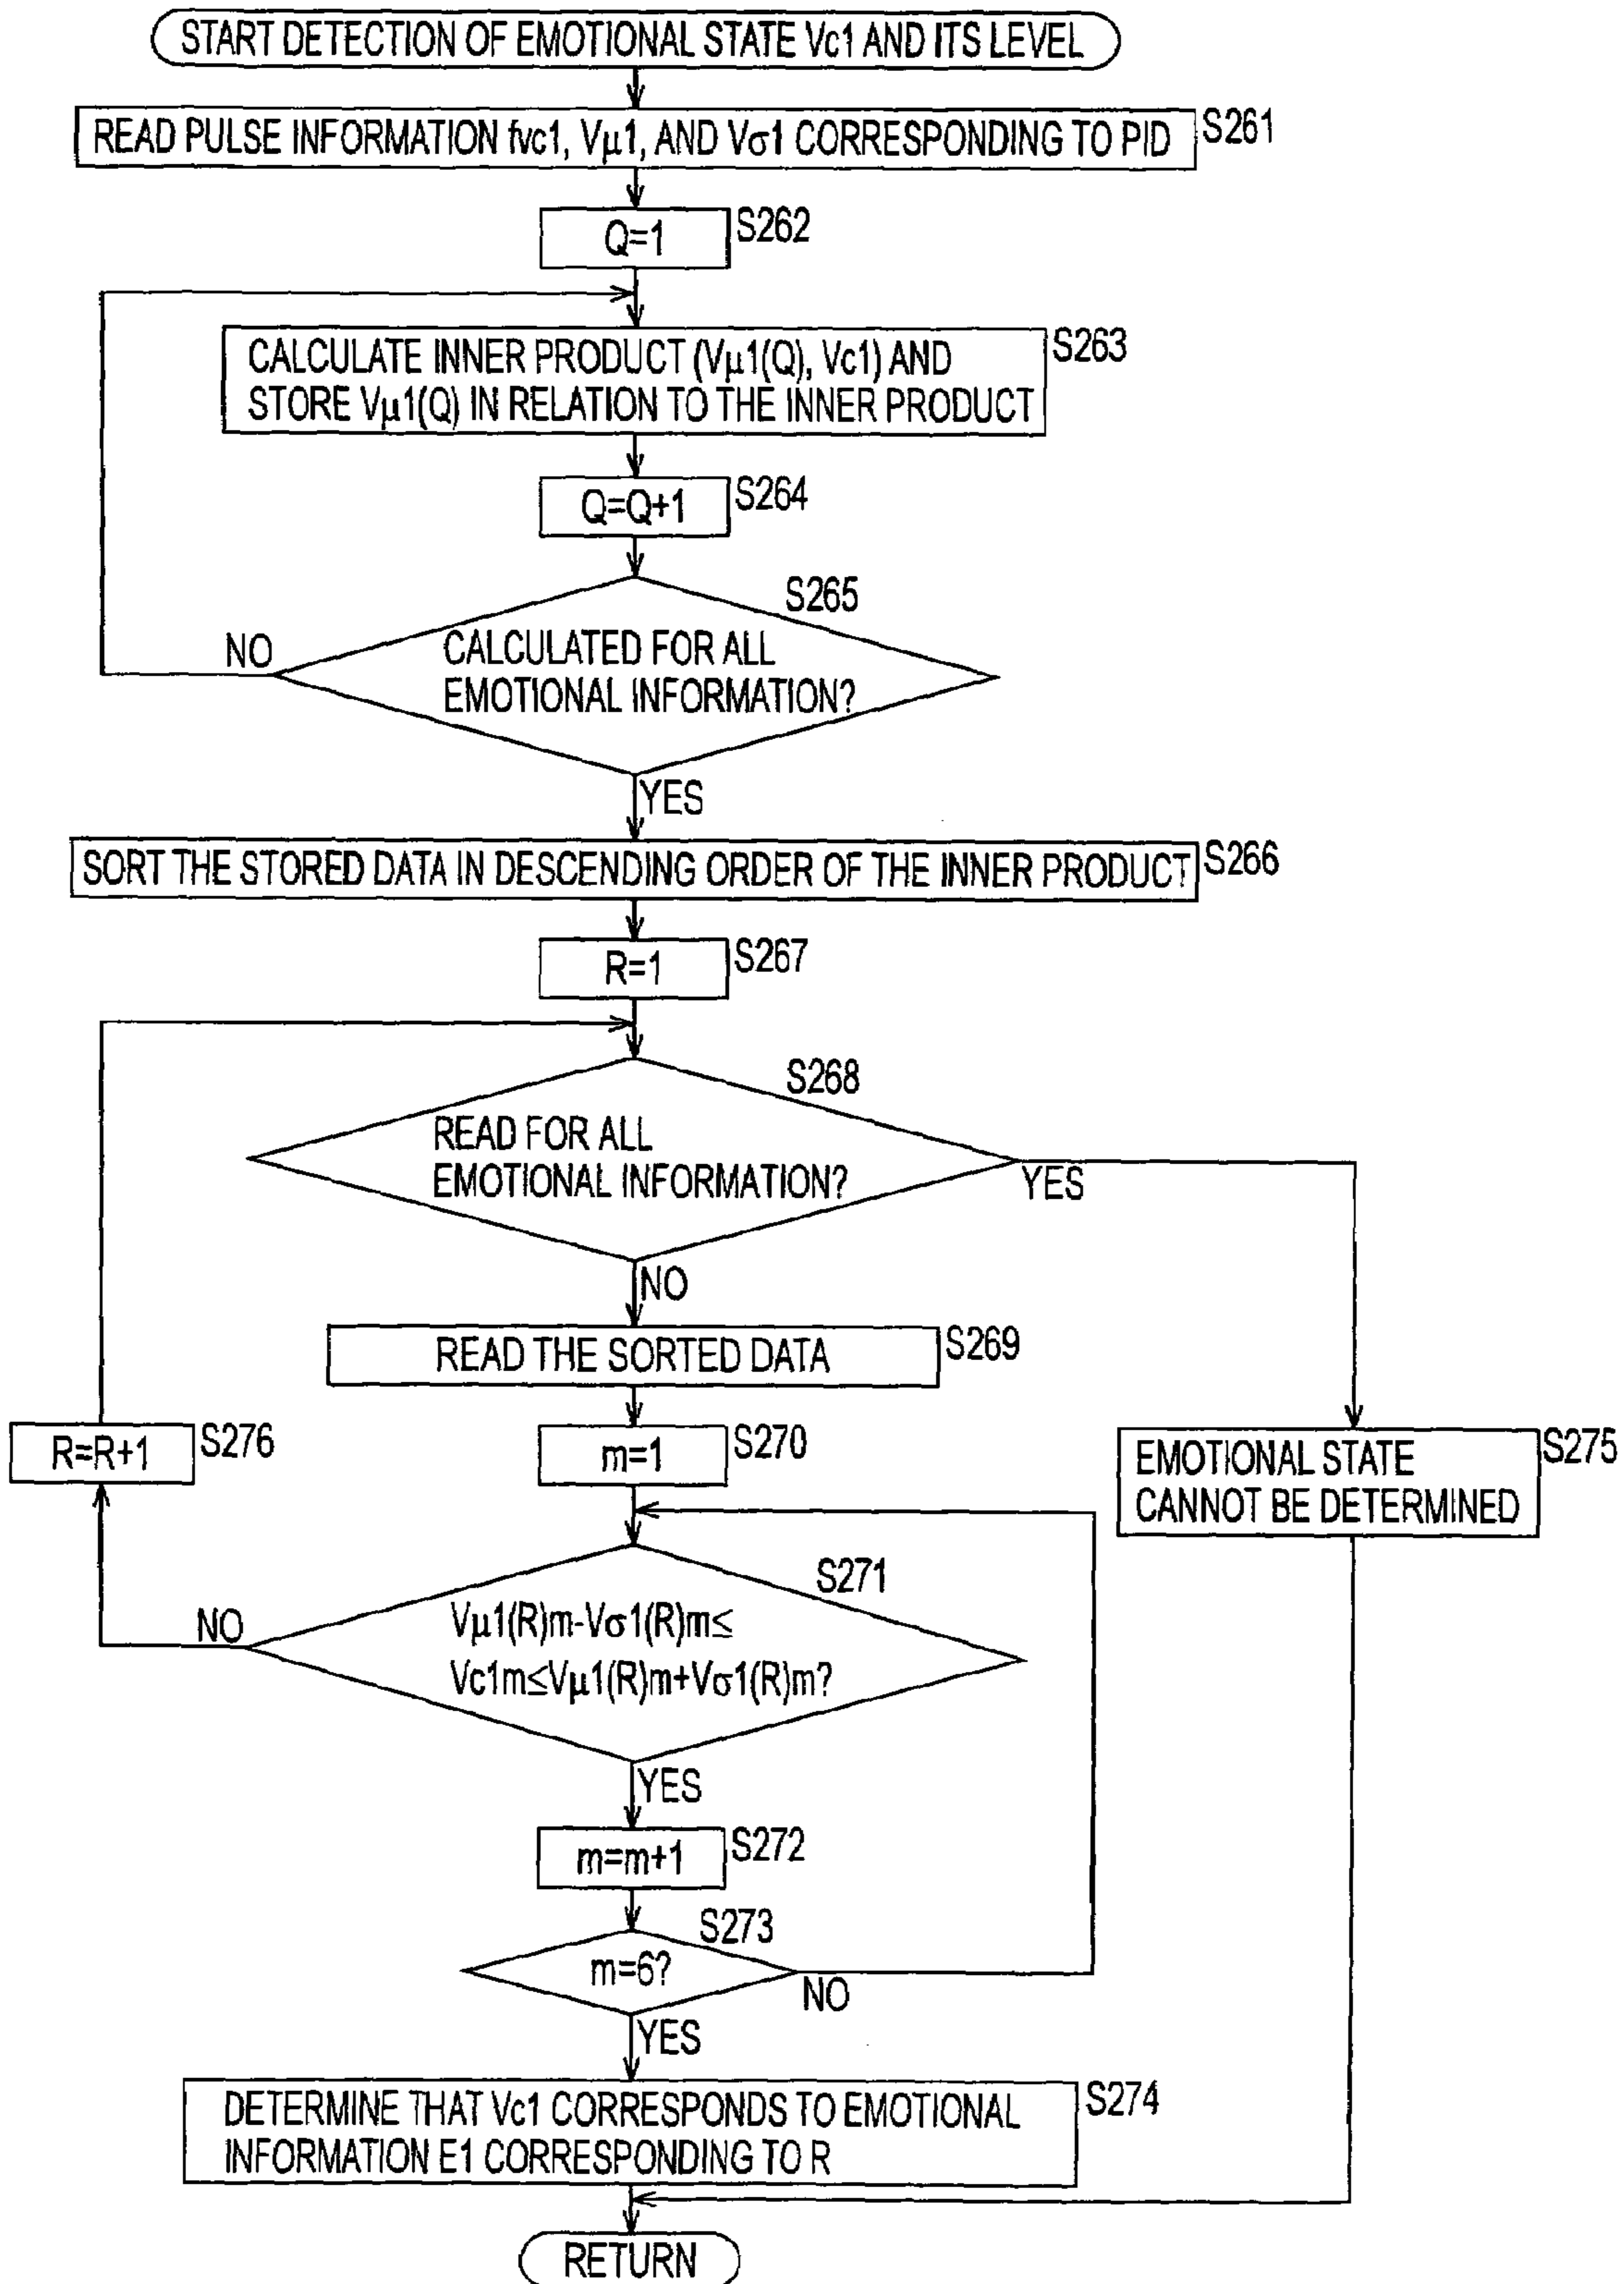 START DETECTION OF EMOTIONAL STATE Vc1 AND ITS LEVEL
READ PULSE INFORMATION fvc1, Vμ1, AND Vσ1 CORRESPONDING TO PID
S261
Q=1
S262
CALCULATE INNER PRODUCT (Vμ1(Q), Vc1) AND
STORE Vμ1(Q) IN RELATION TO THE INNER PRODUCT
S263
Q=Q+1
S264
S265
CALCULATED FOR ALL
EMOTIONAL INFORMATION?
NO
YES
SORT THE STORED DATA IN DESCENDING ORDER OF THE INNER PRODUCT
S266
R=1
S267
S268
READ FOR ALL
EMOTIONAL INFORMATION?
YES
NO
READ THE SORTED DATA
S269
R=R+1
S276
m=1
S270
EMOTIONAL STATE
CANNOT BE DETERMINED
S275
S271
Vμ1(R)m-Vσ1(R)m≤
Vc1m≤Vμ1(R)m+Vσ1(R)m?
NO
YES
m=m+1
S272
S273
m=6?
NO
YES
DETERMINE THAT Vc1 CORRESPONDS TO EMOTIONAL
INFORMATION E1 CORRESPONDING TO R
S274
RETURN